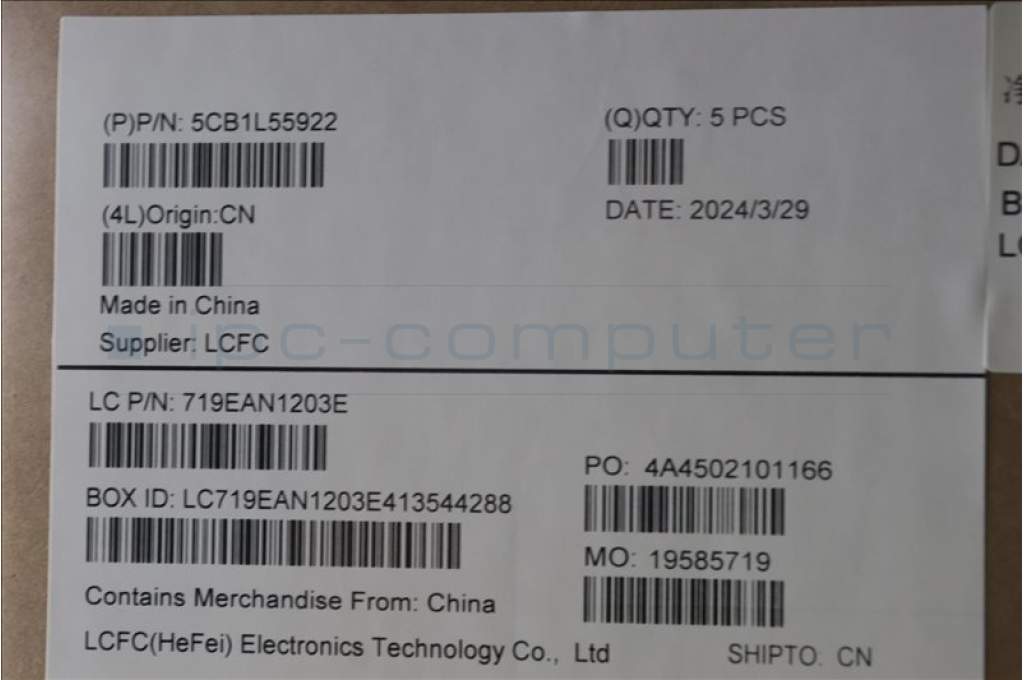 (P)P/N: 5CB1L55922
(Q)QTY: 5 PCS
(4L)Origin:CN
DATE: 2024/3/29
Made in China
Supplier: LCFC
ipc-computer
LC P/N: 719EAN1203E
PO: 4A4502101166
BOX ID: LC719EAN1203E413544288
MO: 19585719
Contains Merchandise From: China
LCFC(HeFei) Electronics Technology Co., Ltd
SHIPTO: CN
净